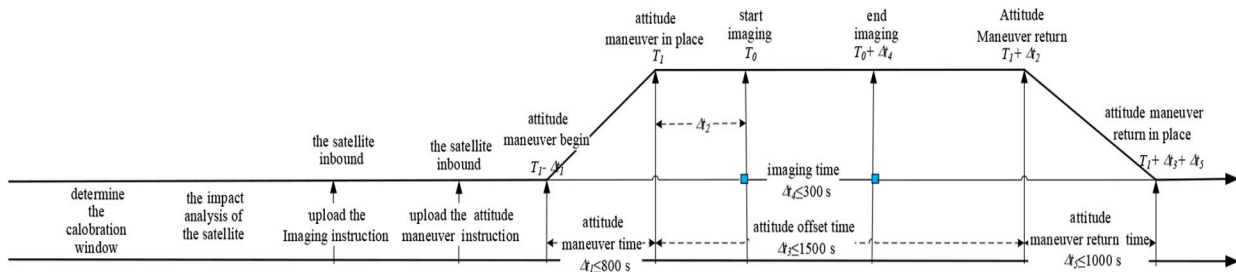 attitude
maneuver in place
T1
start
imaging
T0
end
imaging
T0+ Δt4
Attitude
Maneuver return
T1+ Δt2
attitude
maneuver begin
T1- Δt1
Δt2
attitude maneuver
return in place
T1+ Δt3+ Δt5
the satellite
inbound
the satellite
inbound
imaging time
Δt4≤300 s
determine
the
calobration
window
the impact
analysis of
the satellite
upload the
Imaging instruction
upload the attitude
maneuver instruction
attitude
maneuver time
Δt1≤800 s
attitude offset time
Δt3≤1500 s
attitude
maneuver return time
Δt5≤1000 s